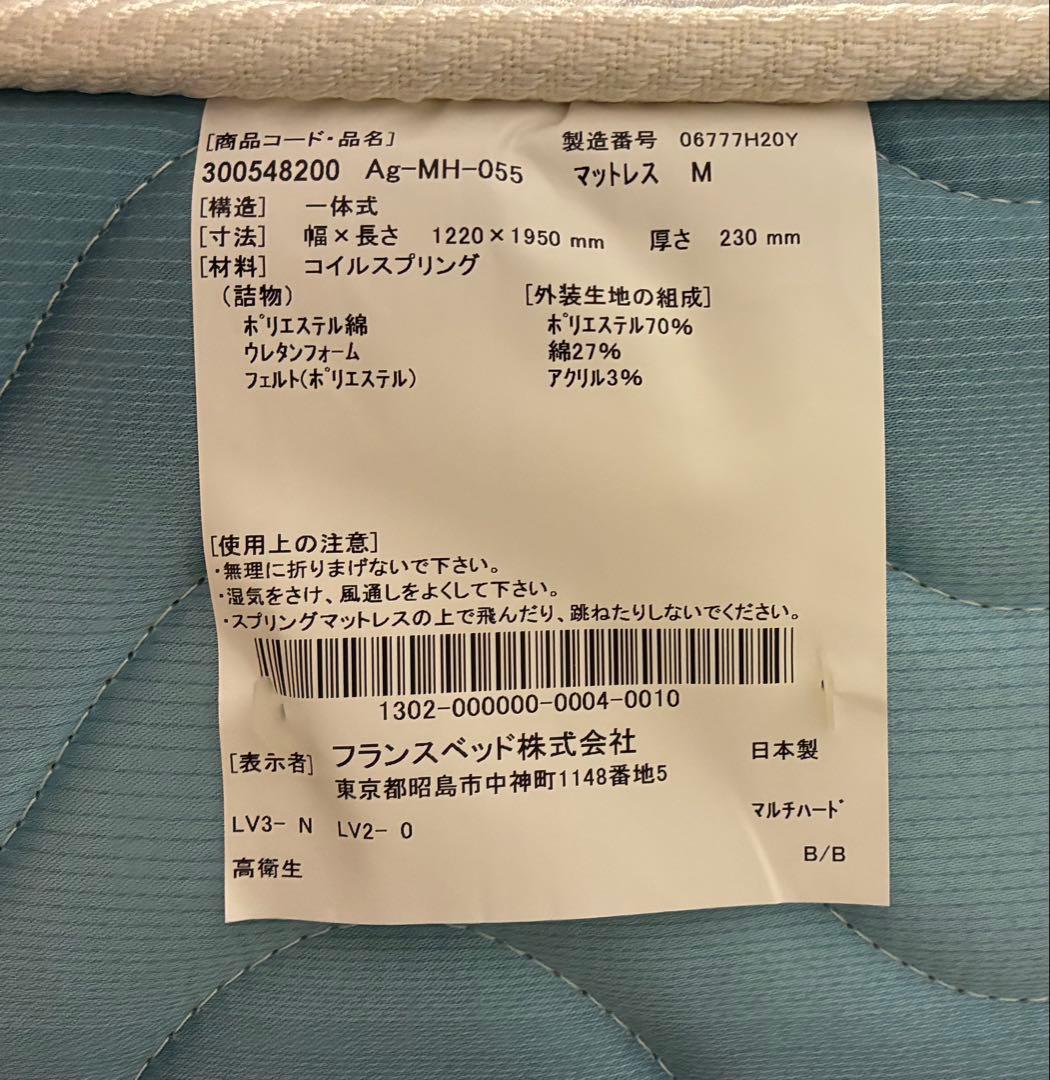 [商品コード・品名] 製造番号 06777H20Y
300548200 Ag-MH-055 マットレス M
[構造] 一体式
[寸法] 幅×長さ 1220×1950 mm 厚さ 230 mm
[材料] コイルスプリング
(詰物) [外装生地の組成]
ポリエステル綿 ポリエステル70%
ウレタンフォーム 綿27%
フェルト(ポリエステル) アクリル3%
[使用上の注意]
・無理に折りまげないで下さい。
・湿気をさけ、風通しをよくして下さい。
・スプリングマットレスの上で飛んだり、跳ねたりしないでください。
1302-000000-0004-0010
[表示者] フランスベッド株式会社 日本製
東京都昭島市中神町1148番地5
マルチハード
LV3- N LV2- 0
B/B
高衛生